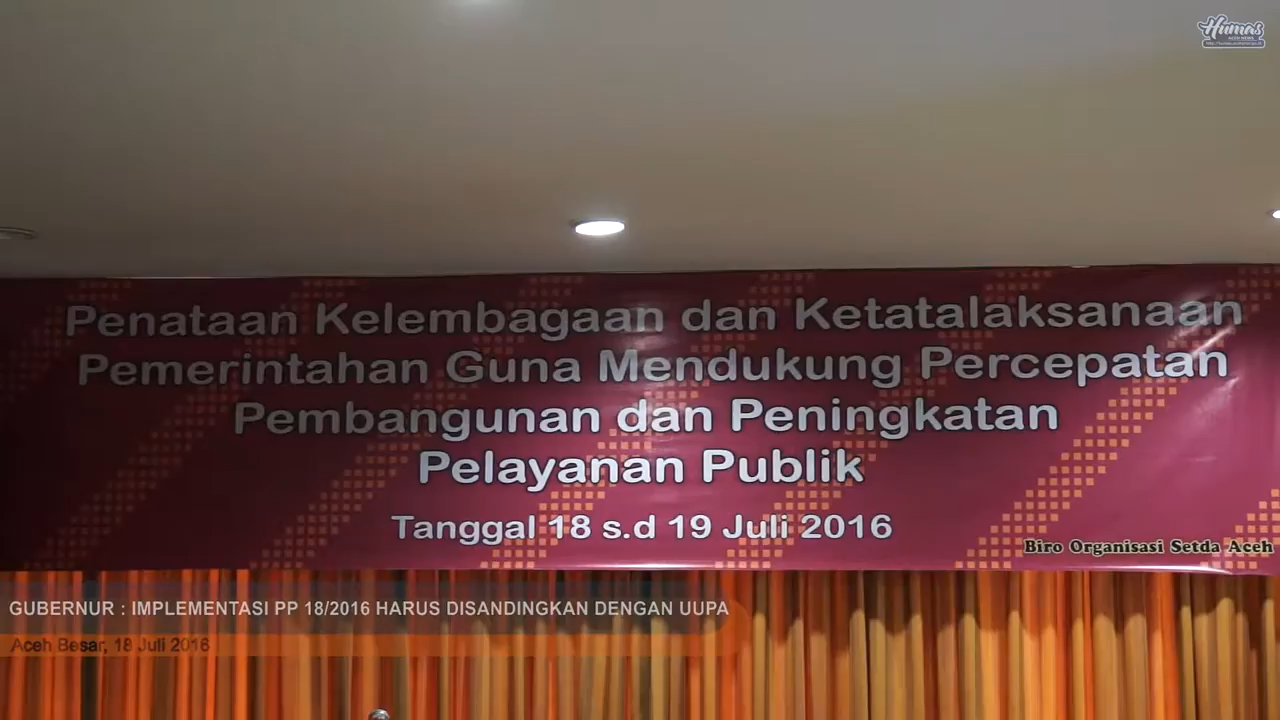 Humas
Penataan Kelembagaan dan Ketatalaksanaan
Pemerintahan Guna Mendukung Percepatan
Pembangunan dan Peningkatan
Pelayanan Publik
Tanggal 18 s.d 19 Juli 2016
Biro Organisasi Setda Aceh
GUBERNUR : IMPLEMENTASI PP 18/2016 HARUS DISANDINGKAN DENGAN UUPA
Aceh Besar, 18 Juli 2016